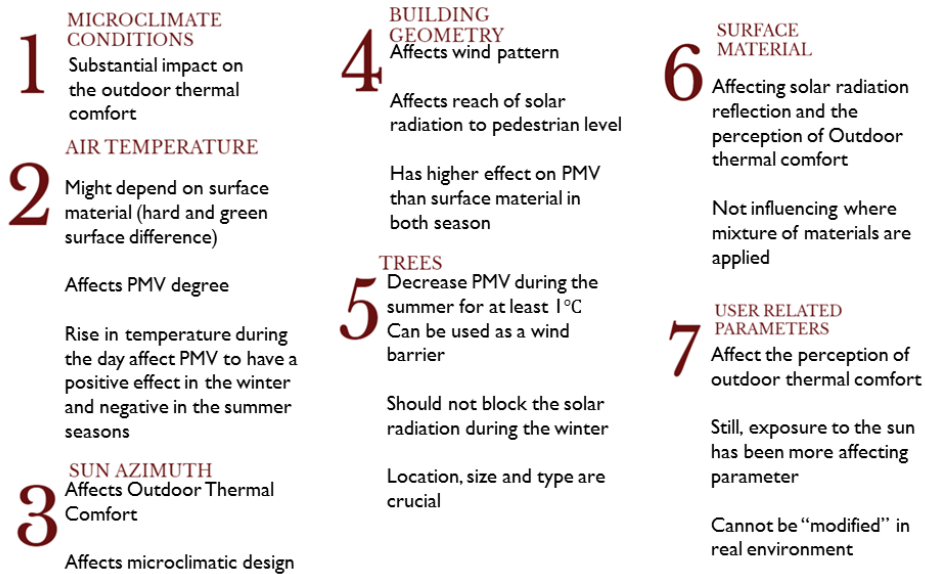 1
MICROCLIMATE
CONDITIONS
Substantial impact on
the outdoor thermal
comfort
2
AIR TEMPERATURE
Might depend on surface
material (hard and green
surface difference)
Affects PMV degree
Rise in temperature during
the day affect PMV to have a
positive effect in the winter
and negative in the summer
seasons
3
SUN AZIMUTH
Affects Outdoor Thermal
Comfort
Affects microclimatic design
4
BUILDING
GEOMETRY
Affects wind pattern
Affects reach of solar
radiation to pedestrian level
Has higher effect on PMV
than surface material in
both season
5
TREES
Decrease PMV during the
summer for at least 1°C
Can be used as a wind
barrier
Should not block the solar
radiation during the winter
Location, size and type are
crucial
6
SURFACE
MATERIAL
Affecting solar radiation
reflection and the
perception of Outdoor
thermal comfort
Not influencing where
mixture of materials are
applied
7
USER RELATED
PARAMETERS
Affect the perception of
outdoor thermal comfort
Still, exposure to the sun
has been more affecting
parameter
Cannot be “modified” in
real environment